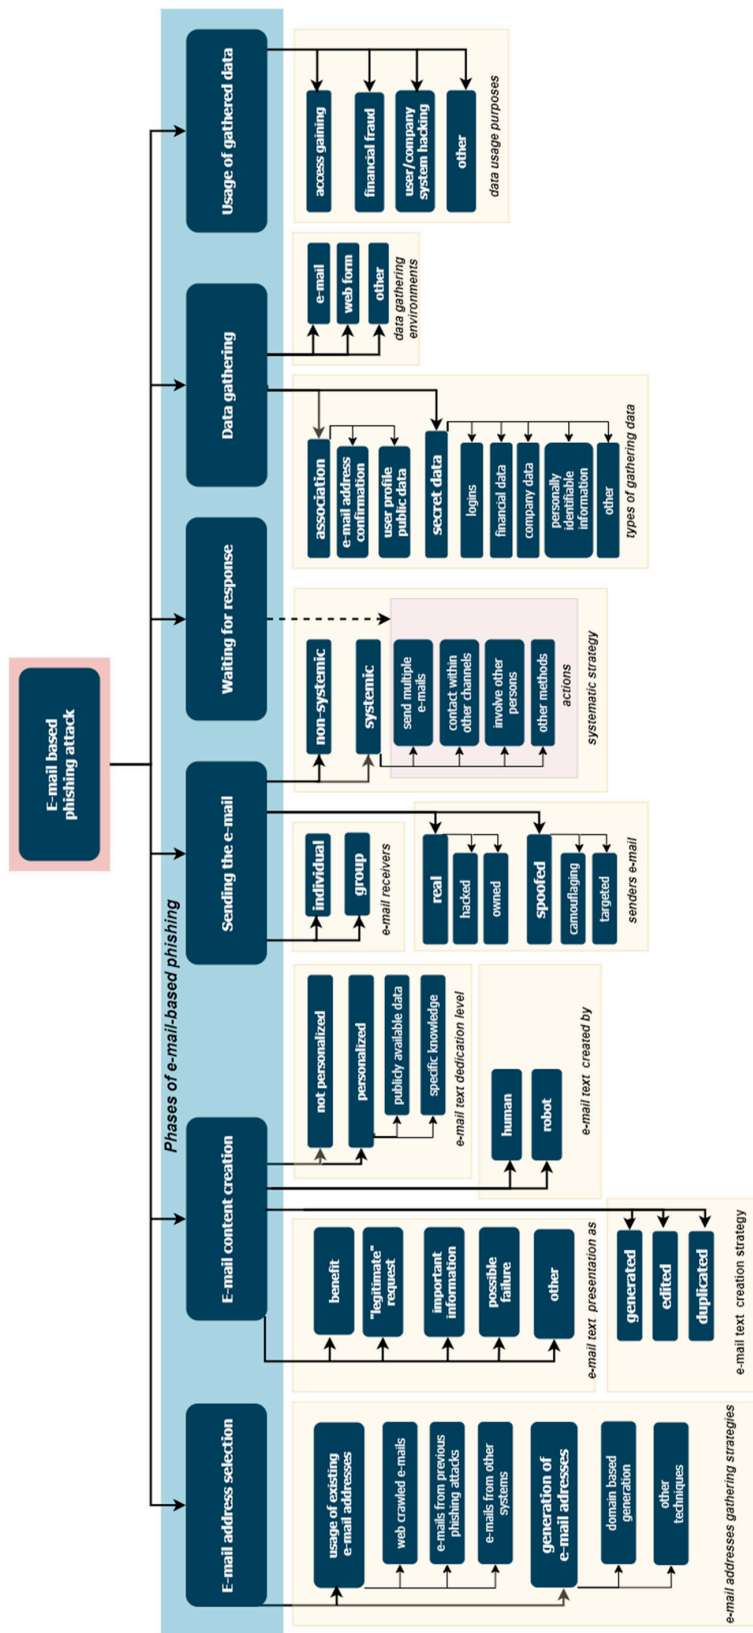 E-mail based
phishing attack
Phases of e-mail-based phishing
E-mail address selection
usage of existing
e-mail addresses
web crawled e-mails
e-mails from previous
phishing attacks
e-mails from other
systems
generation of
e-mail adresses
domain based
generation
other
techniques
e-mail addresses gathering strategies
E-mail content creation
benefit
"legitimate"
request
important
information
possible
failure
other
e-mail text presentation as
generated
edited
duplicated
e-mail text creation strategy
not personalized
personalized
publicly available data
specific knowledge
e-mail text dedication level
human
robot
e-mail text created by
Sending the e-mail
individual
group
e-mail receivers
real
hacked
owned
spoofed
camouflaging
targeted
senders e-mail
non-systemic
systemic
send multiple
e-mails
contact within
other channels
involve other
persons
other methods
actions
systematic strategy
Waiting for response
Data gathering
association
e-mail address
confirmation
user profile
public data
secret data
logins
financial data
company data
personally
identifiable
information
other
types of gathering data
e-mail
web form
other
data gathering
environments
Usage of gathered data
access gaining
financial fraud
user/company
system hacking
other
data usage purposes